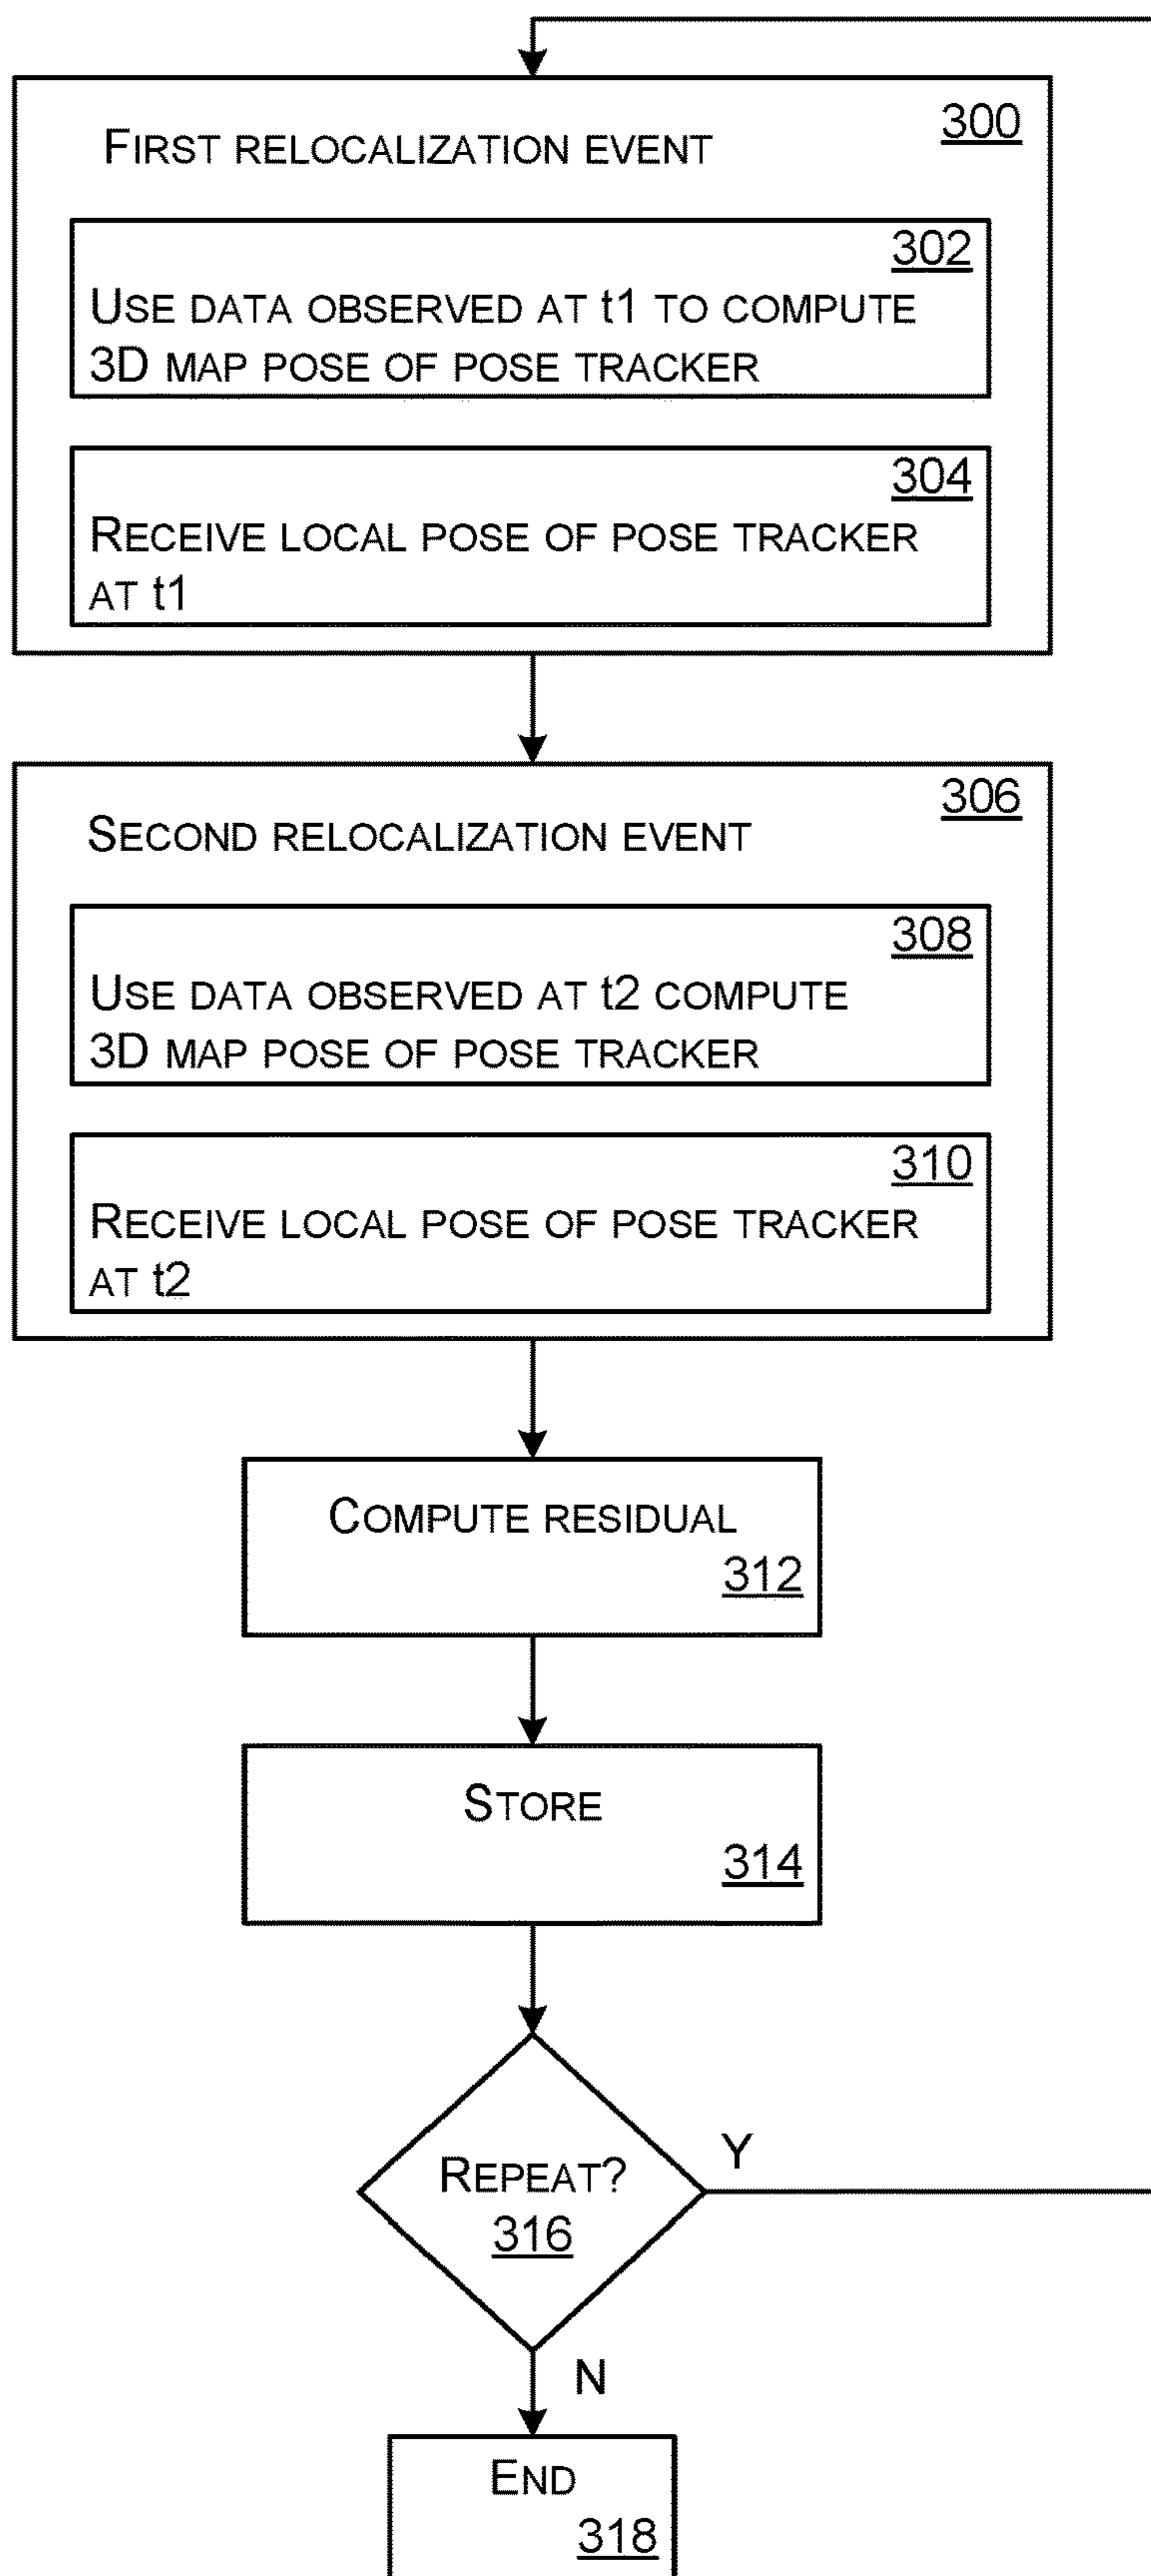 300
FIRST RELOCALIZATION EVENT
302
USE DATA OBSERVED AT t1 TO COMPUTE
3D MAP POSE OF POSE TRACKER
304
RECEIVE LOCAL POSE OF POSE TRACKER
AT t1
306
SECOND RELOCALIZATION EVENT
308
USE DATA OBSERVED AT t2 COMPUTE
3D MAP POSE OF POSE TRACKER
310
RECEIVE LOCAL POSE OF POSE TRACKER
AT t2
COMPUTE RESIDUAL
312
STORE
314
Y
REPEAT?
316
N
END
318